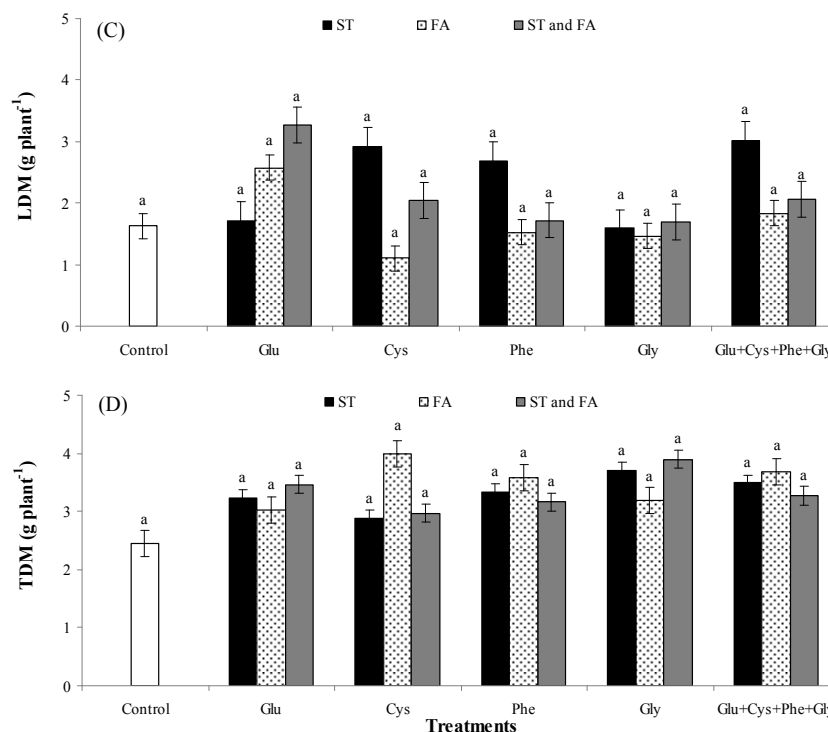 (C)
ST FA ST and FA
LDM (g plant-1)
5
4
3
2
1
0
a a a a a a a a a a a a a a a a
Control Glu Cys Phe Gly Glu+Cys+Phe+Gly
(D)
ST FA ST and FA
TDM (g plant-1)
5
4
3
2
1
0
a a a a a a a a a a a a a a a a
Control Glu Cys Phe Gly Glu+Cys+Phe+Gly
Treatments